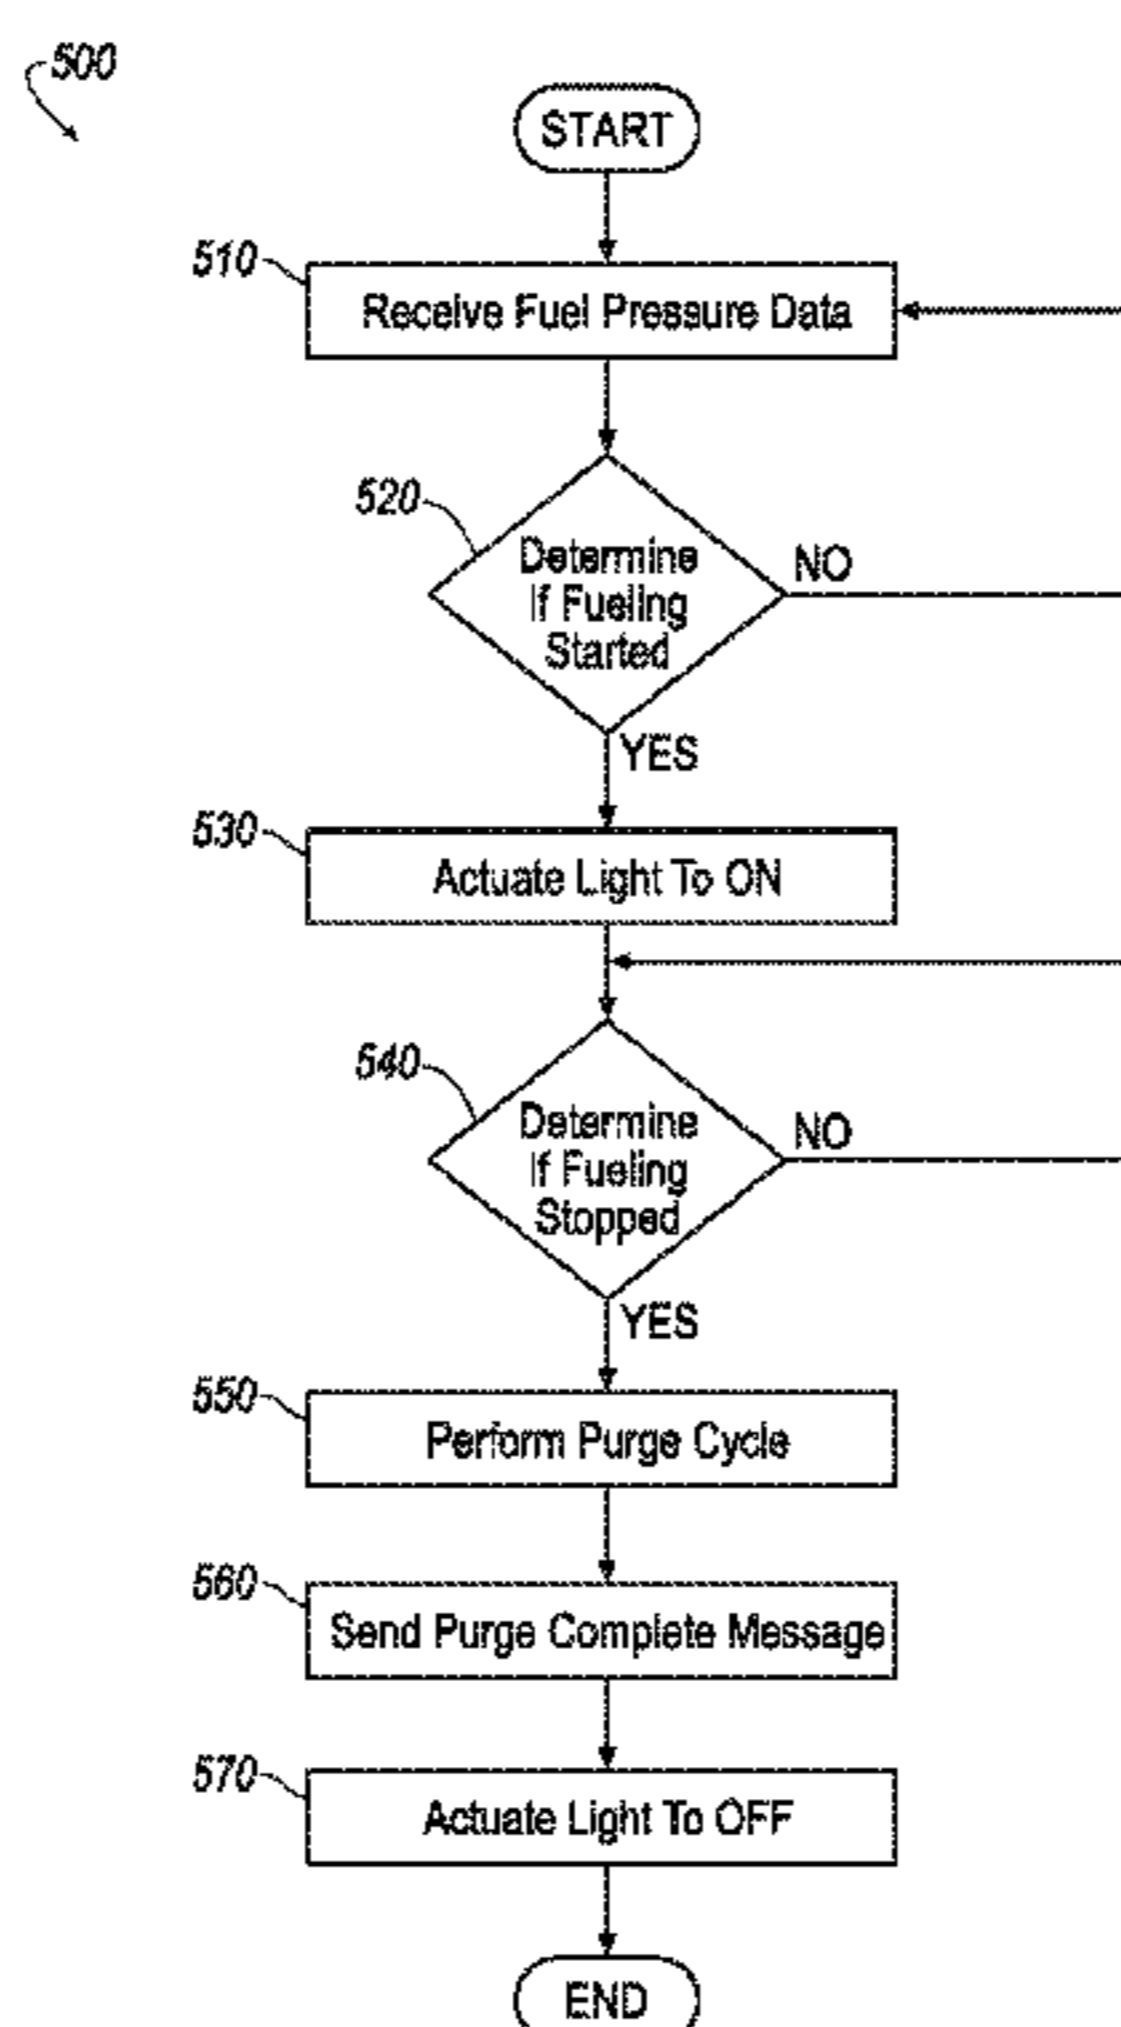 500
START
510
Receive Fuel Pressure Data
520
Determine
If Fueling
Started
NO
YES
530
Actuate Light To ON
540
Determine
If Fueling
Stopped
NO
YES
550
Perform Purge Cycle
560
Send Purge Complete Message
570
Actuate Light To OFF
END